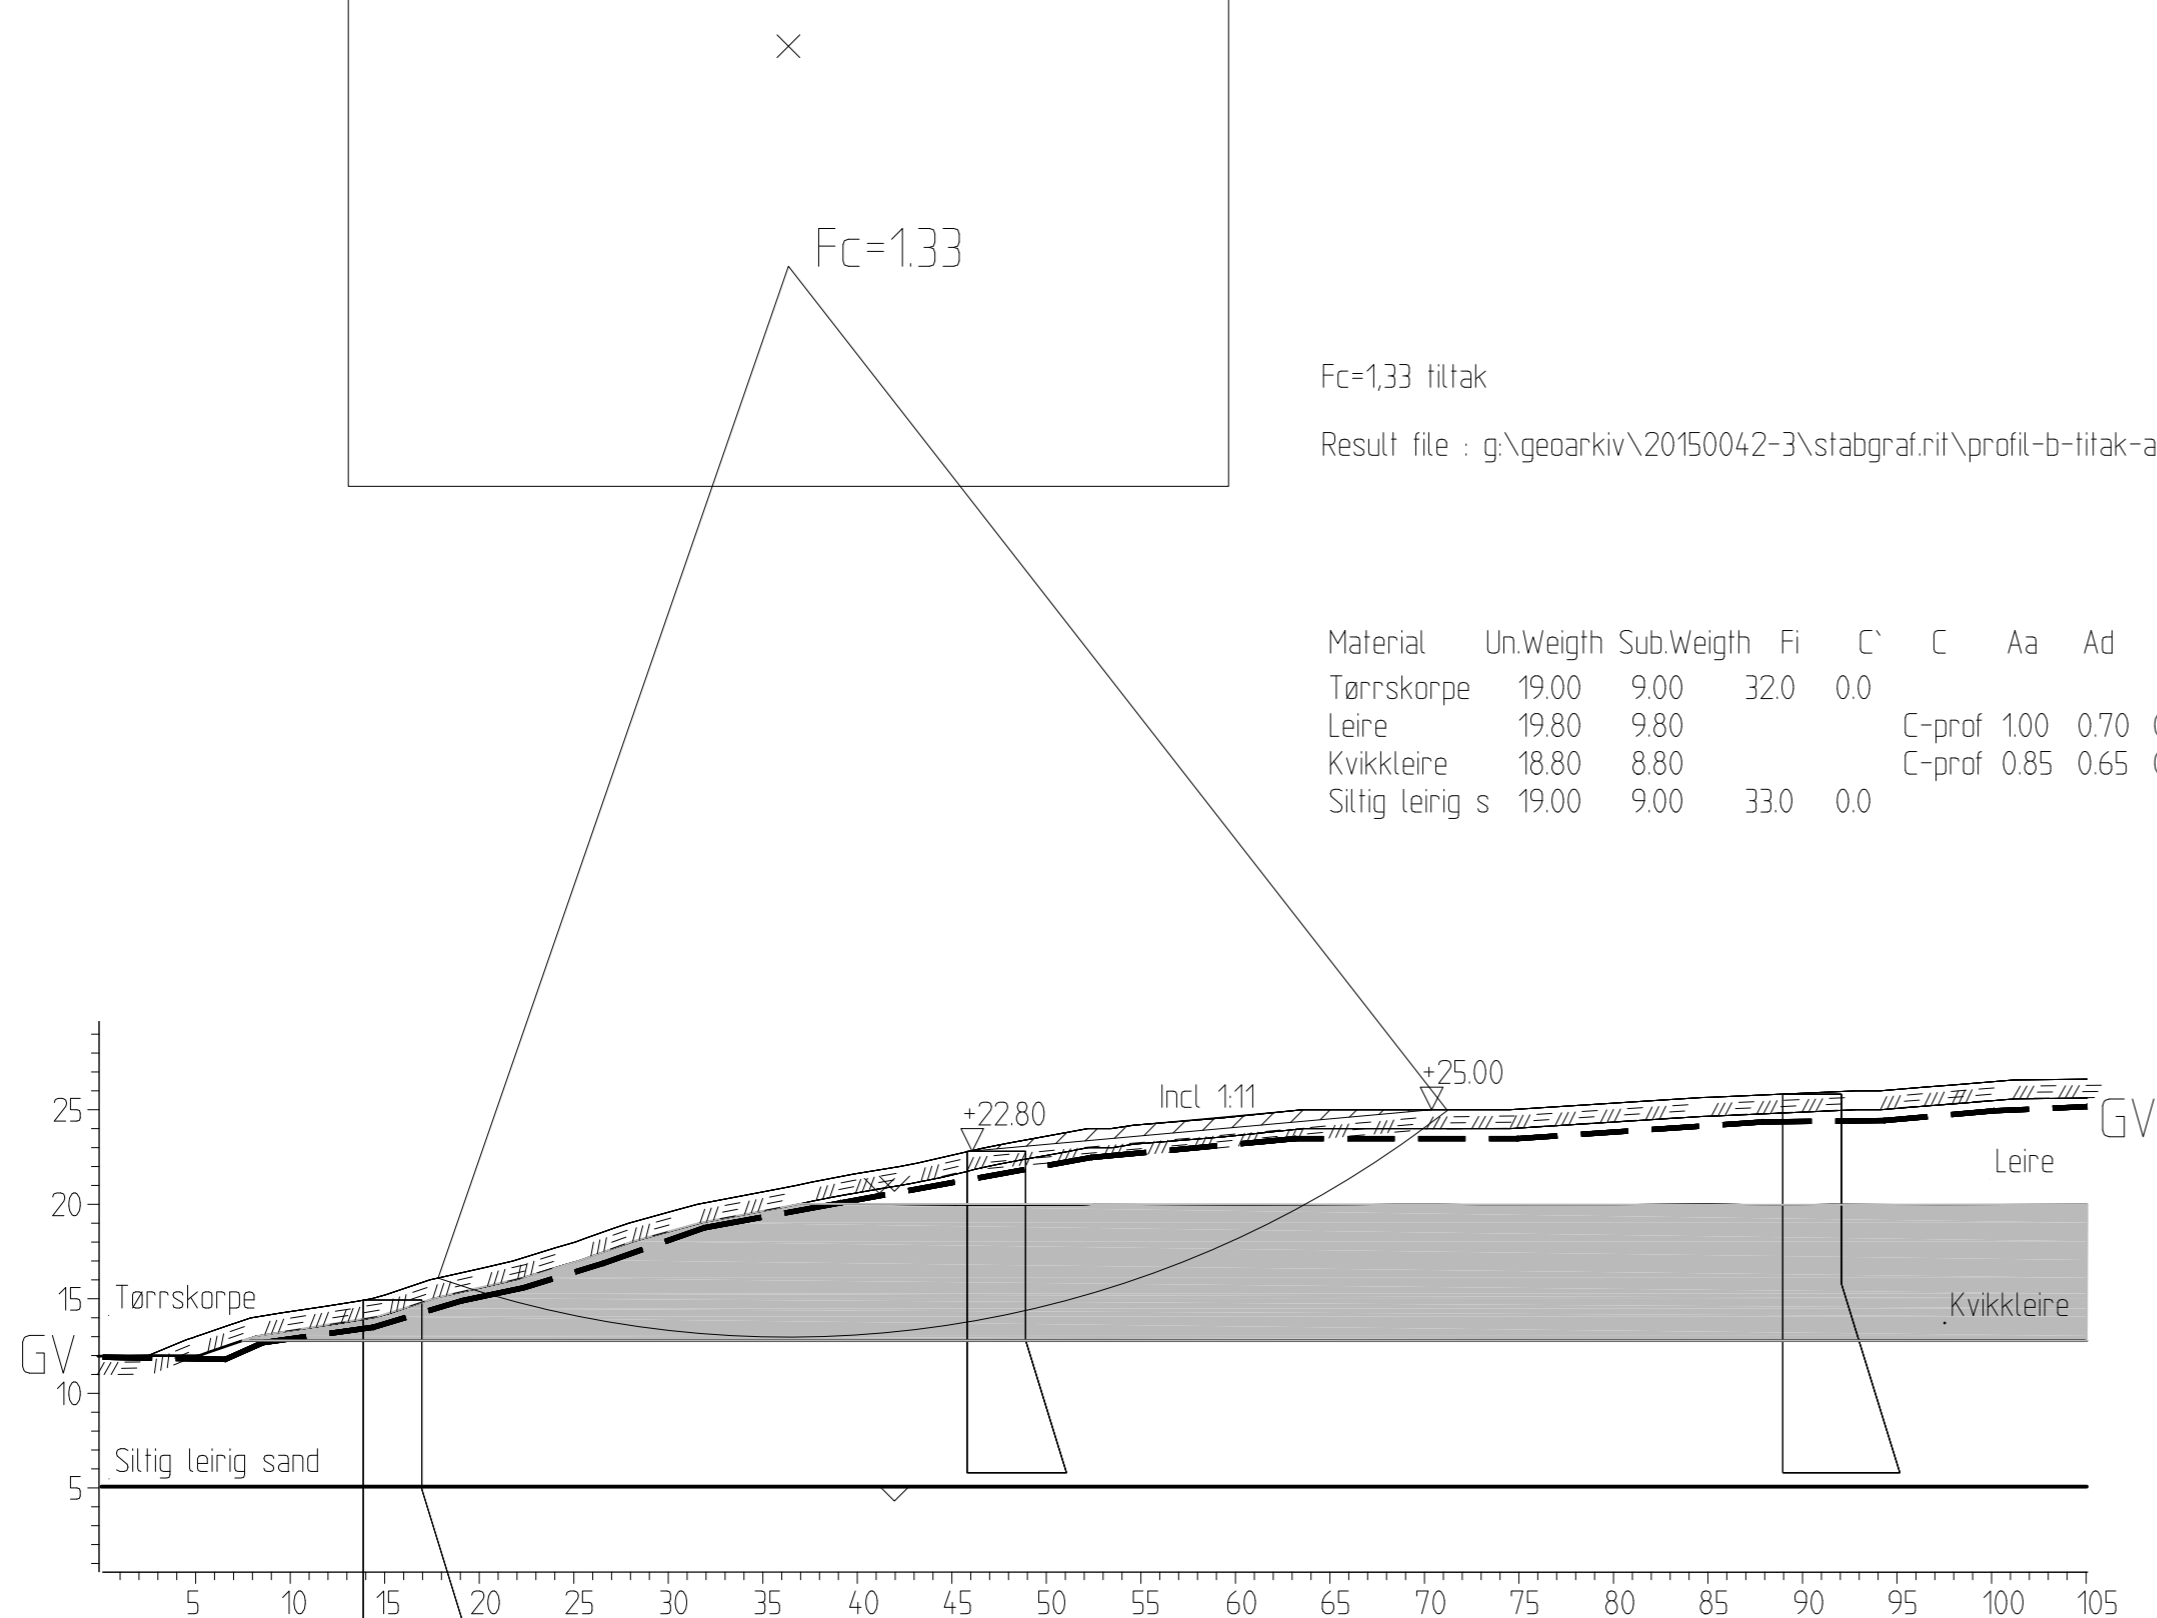 Fc=1.33
Fc=1,33 tiltak
Result file : g:\geoarkiv\20150042-3\stabgraf.rit\profil-b-titak-a
Material Un.Weigth Sub.Weigth Fi C` C Aa Ad
Tørrskorpe 19.00 9.00 32.0 0.0
Leire 19.80 9.80 C-prof 1.00 0.70
Kvikkleire 18.80 8.80 C-prof 0.85 0.65
Siltig leirig s 19.00 9.00 33.0 0.0
+25.00
Incl 1:11
+22.80
25
GV
Leire
20
15
Tørrskorpe
Kvikkleire
GV
10
Siltig leirig sand
5
5 10 15 20 25 30 35 40 45 50 55 60 65 70 75 80 85 90 95 100 105